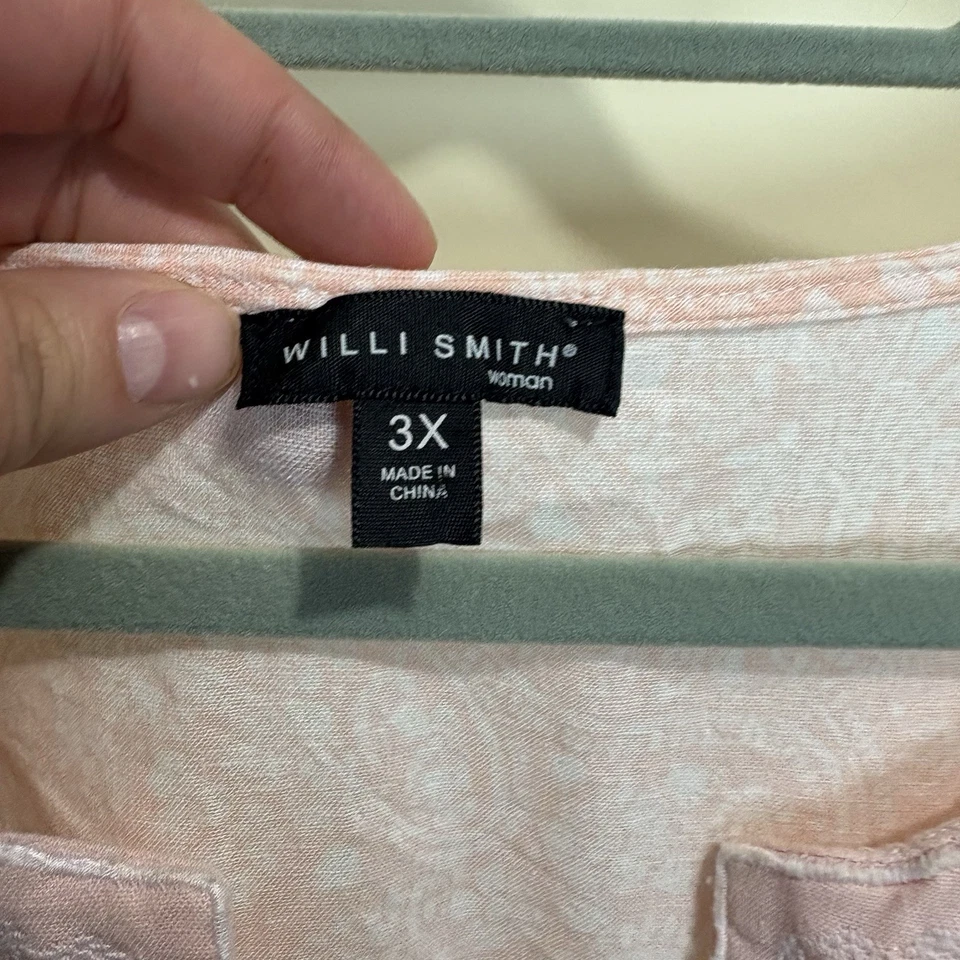 WILLI SMITH®
woman
3X
MADE IN
CHINA